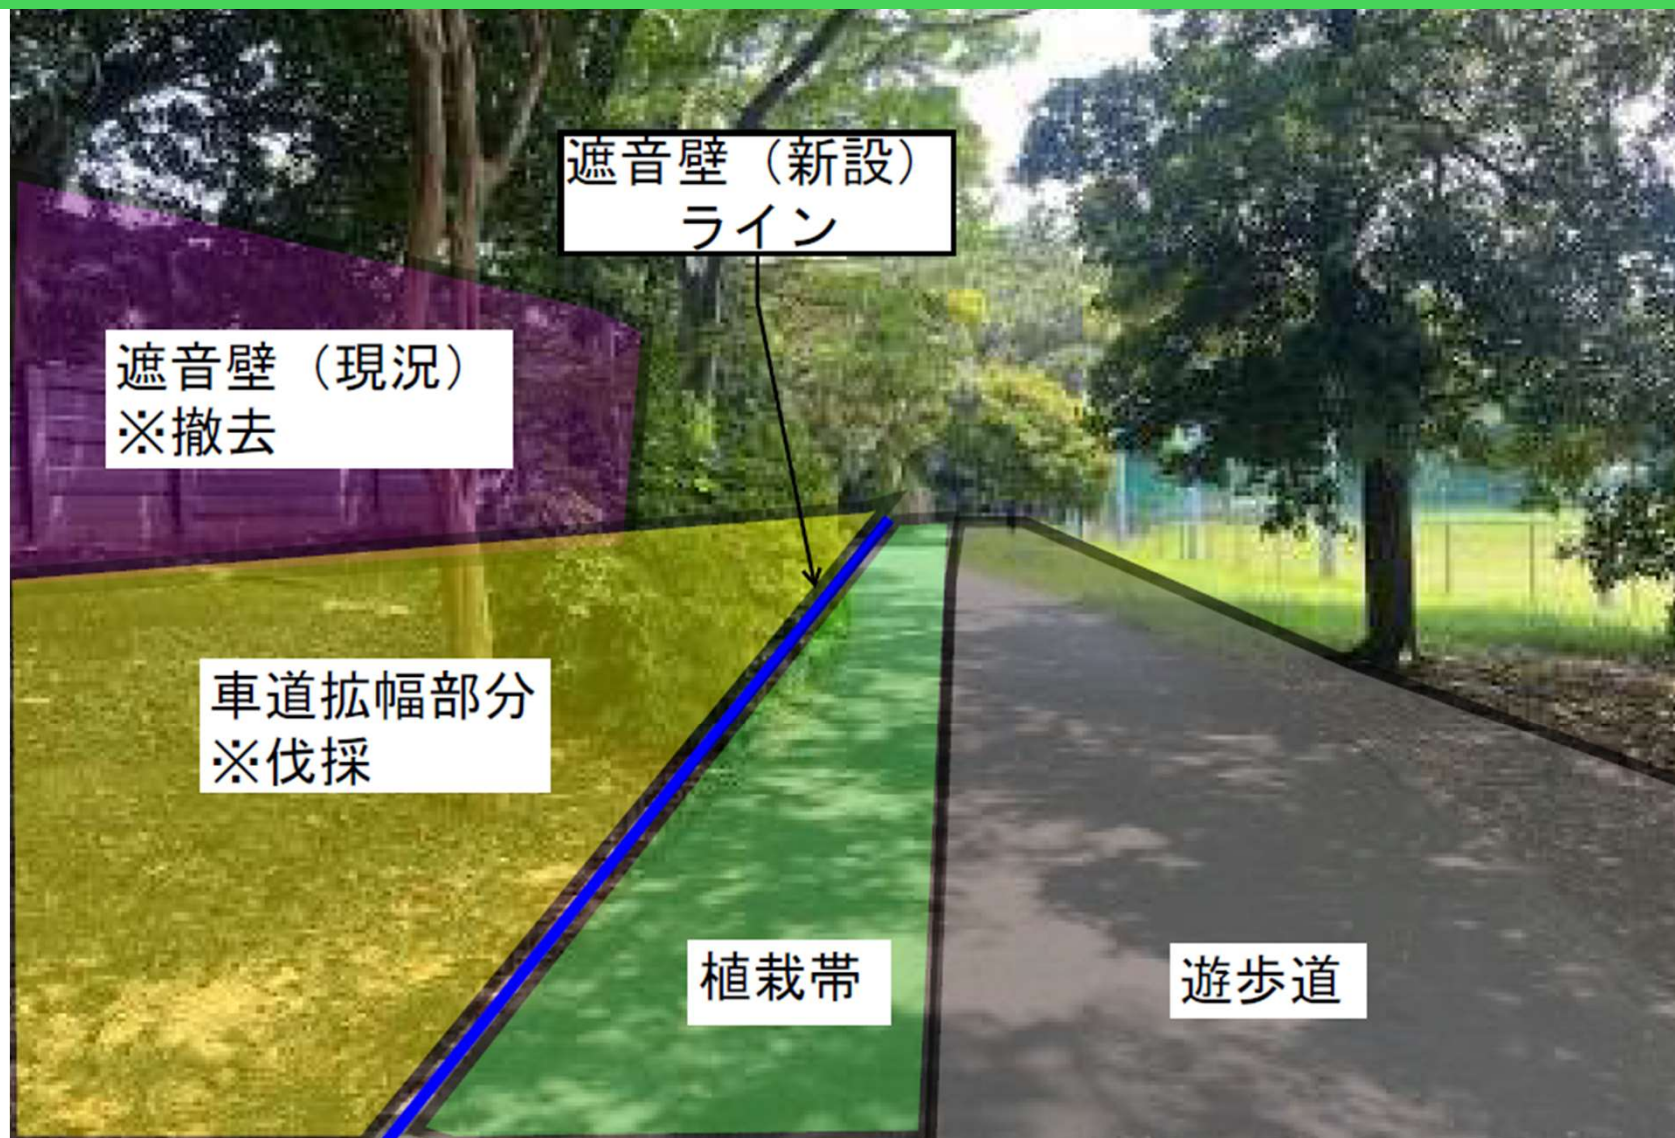 遮音壁（新設）
ライン
遮音壁（現況）
※撤去
車道拡幅部分
※伐採
植栽帯
遊歩道